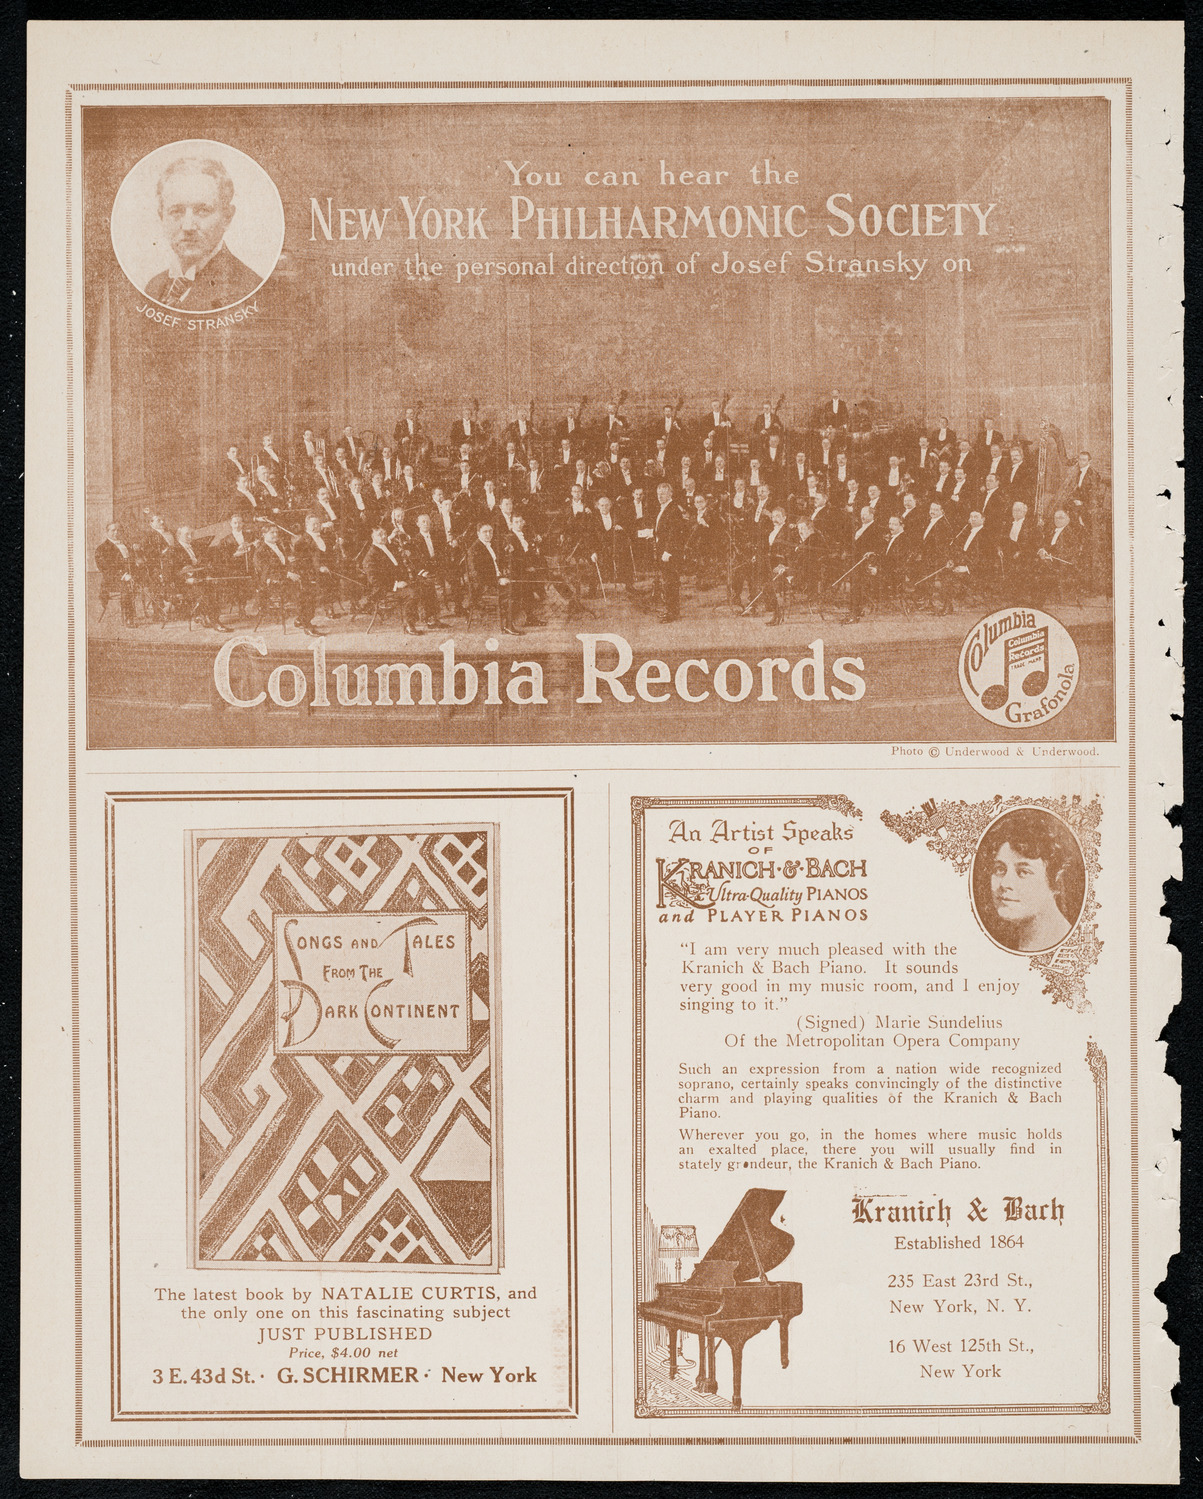 You can hear the
NEW YORK PHILHARMONIC SOCIETY
under the personal direction of Josef Stransky on
JOSEF STRANSKY
Columbia Records
Columbia
Columbia
Records
TRADE MARK
Grafonola
Photo © Underwood & Underwood.
SONGS AND TALES
FROM THE
DARK CONTINENT
The latest book by NATALIE CURTIS, and
the only one on this fascinating subject
JUST PUBLISHED
Price, $4.00 net
3 E. 43d St. · G. SCHIRMER · New York
An Artist Speaks
OF
KRANICH·&·BACH
Ultra-Quality PIANOS
and PLAYER PIANOS
"I am very much pleased with the
Kranich & Bach Piano. It sounds
very good in my music room, and I enjoy
singing to it."
(Signed) Marie Sundelius
Of the Metropolitan Opera Company
Such an expression from a nation wide recognized
soprano, certainly speaks convincingly of the distinctive
charm and playing qualities of the Kranich & Bach
Piano.
Wherever you go, in the homes where music holds
an exalted place, there you will usually find in
stately grandeur, the Kranich & Bach Piano.
Kranich & Bach
Established 1864
235 East 23rd St.,
New York, N. Y.
16 West 125th St.,
New York